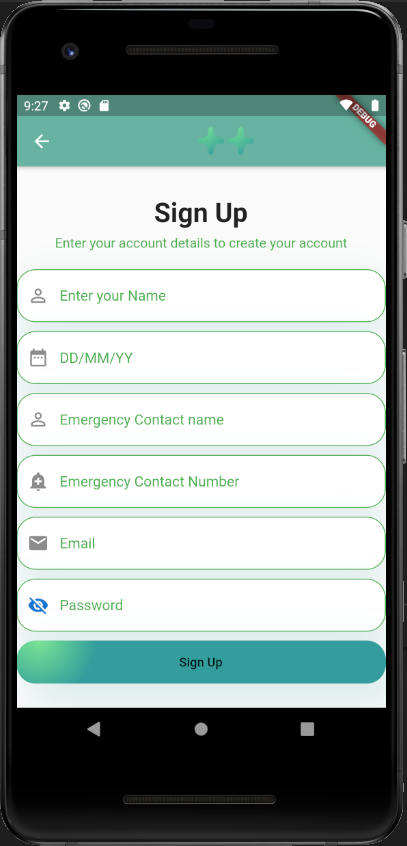 9:27
DEBUG
Sign Up
Enter your account details to create your account
Enter your Name
DD/MM/YY
Emergency Contact name
Emergency Contact Number
Email
Password
Sign Up